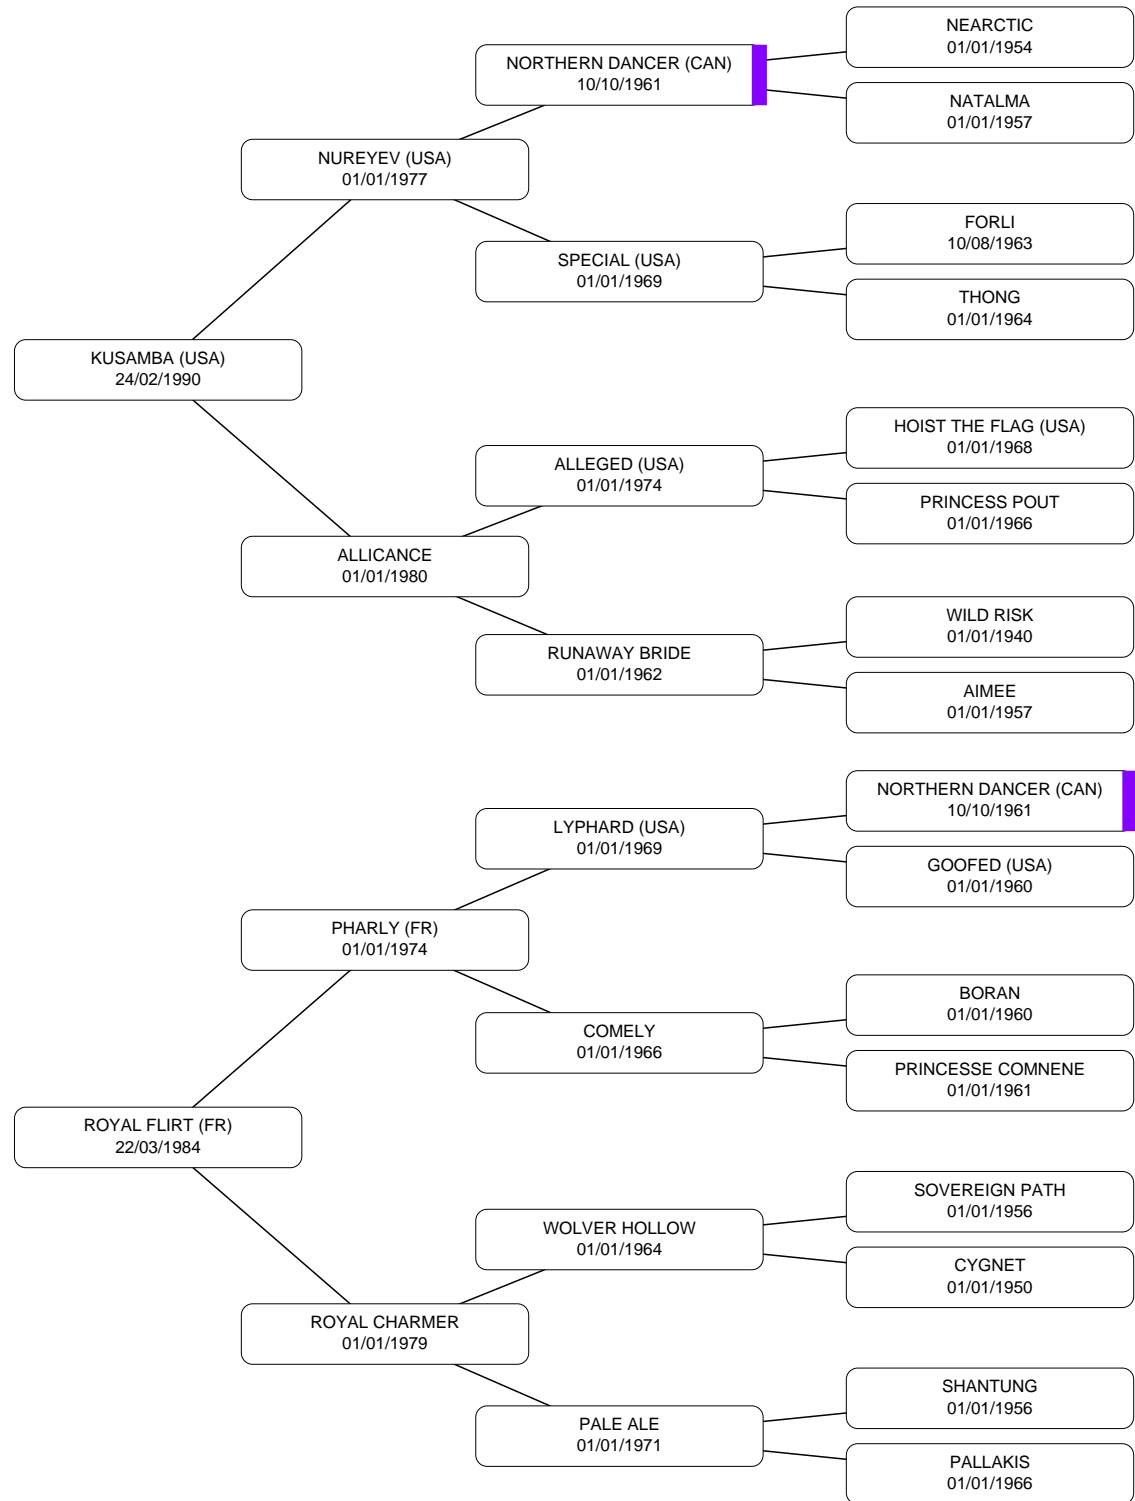 NEARCTIC
01/01/1954
NORTHERN DANCER (CAN)
10/10/1961
NATALMA
01/01/1957
NUREYEV (USA)
01/01/1977
FORLI
10/08/1963
SPECIAL (USA)
01/01/1969
THONG
01/01/1964
KUSAMBA (USA)
24/02/1990
HOIST THE FLAG (USA)
01/01/1968
ALLEGED (USA)
01/01/1974
PRINCESS POUT
01/01/1966
ALLICANCE
01/01/1980
WILD RISK
01/01/1940
RUNAWAY BRIDE
01/01/1962
AIMEE
01/01/1957
NORTHERN DANCER (CAN)
10/10/1961
LYPHARD (USA)
01/01/1969
GOOFED (USA)
01/01/1960
PHARLY (FR)
01/01/1974
BORAN
01/01/1960
COMELY
01/01/1966
PRINCESSE COMNENE
01/01/1961
ROYAL FLIRT (FR)
22/03/1984
SOVEREIGN PATH
01/01/1956
WOLVER HOLLOW
01/01/1964
CYGNET
01/01/1950
ROYAL CHARMER
01/01/1979
SHANTUNG
01/01/1956
PALE ALE
01/01/1971
PALLAKIS
01/01/1966